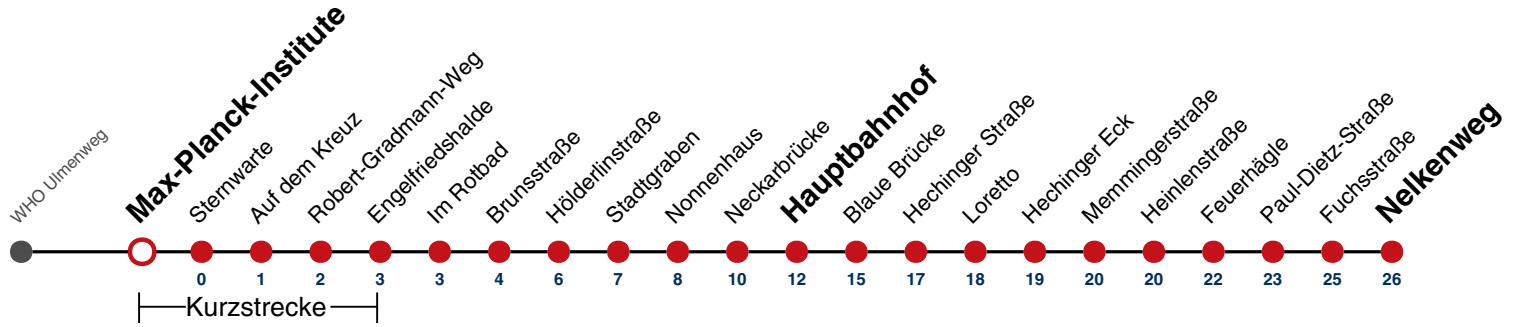 WHO Ulmenweg
Max-Planck-Institute
Sternwarte
Auf dem Kreuz
Robert-Gradmann-Weg
Engelfriedshalde
Im Rotbad
Brunsstraße
Hölderlinstraße
Stadtgraben
Nonnenhaus
Neckarbrücke
Hauptbahnhof
Blaue Brücke
Hechinger Straße
Loretto
Hechinger Eck
Memmingerstraße
Heinlenstraße
Feuerhägle
Paul-Dietz-Straße
Fuchsstraße
Nelkenweg
0 1 2 3 3 4 6 7 8 10 12 15 17 18 19 20 20 22 23 25 26
Kurzstrecke